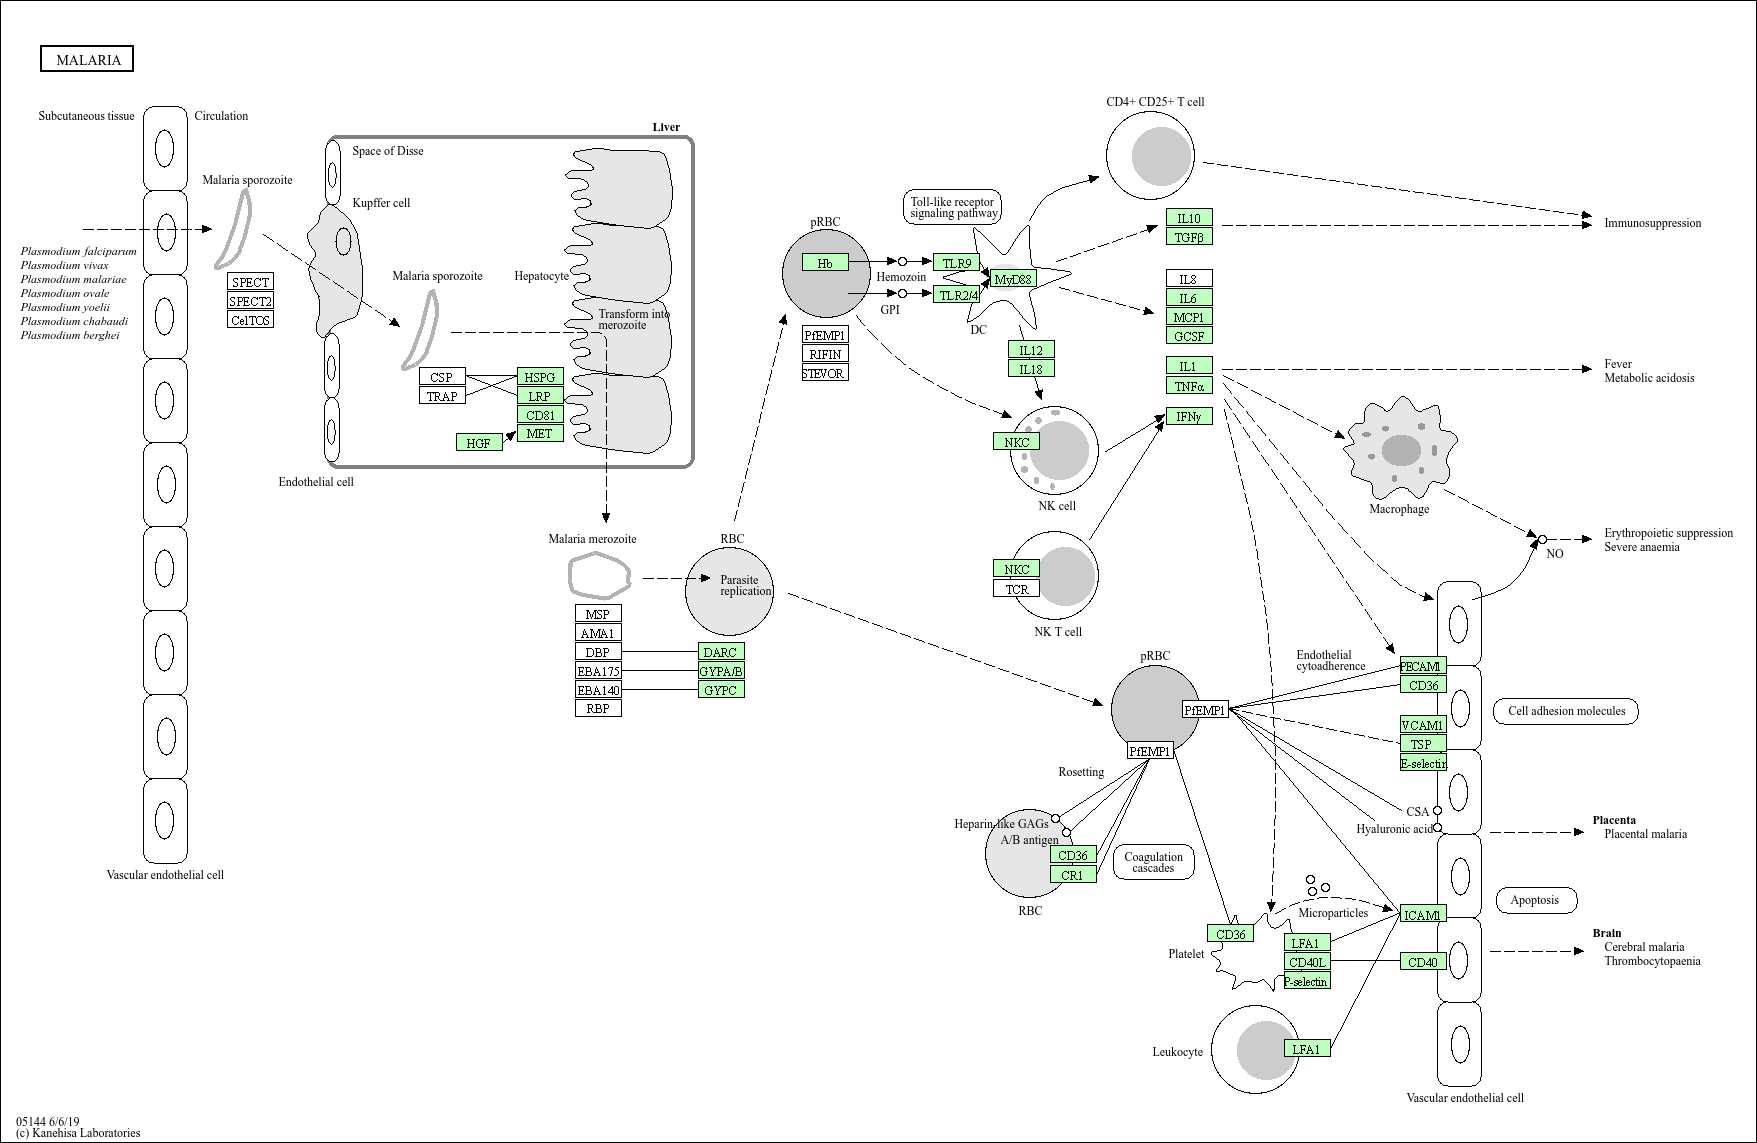 MALARIA
Subcutaneous tissue
Circulation
Liver
Space of Disse
Malaria sporozoite
Kupffer cell
Plasmodium falciparum
Plasmodium vivax
Plasmodium malariae
Plasmodium ovale
Plasmodium yoelii
Plasmodium chabaudi
Plasmodium berghei
SPECT
SPECT2
CelTOS
Malaria sporozoite
Hepatocyte
Transform into
merozoite
CSP
TRAP
HSPG
LRP
CD81
MET
HGF
Endothelial cell
Vascular endothelial cell
Malaria merozoite
MSP
AMA1
DBP
EBA175
EBA140
RBP
RBC
Parasite
replication
DARC
GYPA/B
GYPC
pRBC
Hb
Hemozoin
GPI
PfEMP1
RIFIN
STEVOR
Toll-like receptor
signaling pathway
TLR9
TLR2/4
MyD88
DC
IL12
IL18
NKC
NK cell
NKC
TCR
NK T cell
CD4+ CD25+ T cell
IL10
TGFβ
IL8
IL6
MCP1
GCSF
IL1
TNFα
IFNγ
Immunosuppression
Fever
Metabolic acidosis
Macrophage
NO
Erythropoietic suppression
Severe anaemia
pRBC
PfEMP1
PfEMP1
Endothelial
cytoadherence
PECAM1
CD36
VCAM1
TSP
E-selectin
Cell adhesion molecules
Rosetting
Heparin-like GAGs
A/B antigen
CD36
CR1
RBC
Coagulation
cascades
CSA
Hyaluronic acid
Placenta
Placental malaria
Apoptosis
Microparticles
ICAM1
CD36
Platelet
LFA1
CD40L
P-selectin
CD40
Brain
Cerebral malaria
Thrombocytopaenia
Leukocyte
LFA1
Vascular endothelial cell
05144 6/6/19
(c) Kanehisa Laboratories